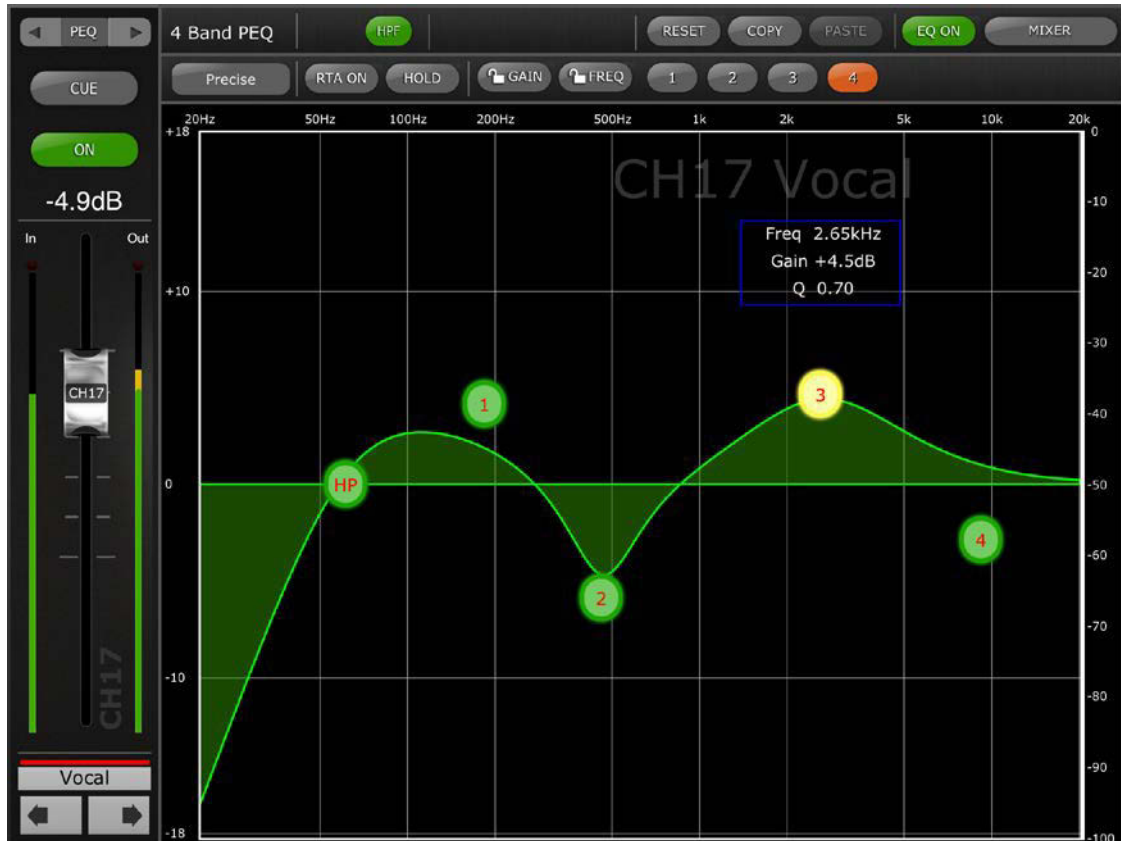 PEQ
4 Band PEQ
HPF
RESET
COPY
PASTE
EQ ON
MIXER
CUE
Precise
RTA ON
HOLD
GAIN
FREQ
1
2
3
4
ON
-4.9dB
In
Out
CH17
CH17
Vocal
20Hz 50Hz 100Hz 200Hz 500Hz 1k 2k 5k 10k 20k
+18
+10
0
-10
-18
CH17 Vocal
Freq 2.65kHz
Gain +4.5dB
Q 0.70
HP
1
2
3
4
0
-10
-20
-30
-40
-50
-60
-70
-80
-90
-100